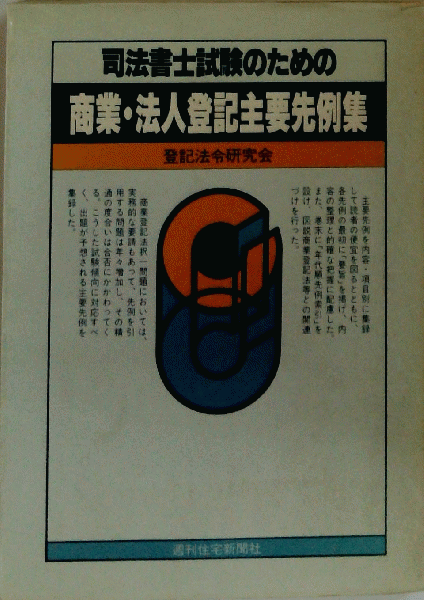 司法書士試験のための
商業・法人登記主要先例集
登記法令研究会
主要先例を内容・項目別に集録
して読者の便宜を図るとともに、
各先例の最初に「要旨」を掲げ、内
容の整理と的確な把握に配慮した。
また、巻末に「年代順先例索引」を
設け、図説商業登記法等との関連
づけを行った。
商業登記法択一問題においては、
実務的な要請もあって、先例を引
用する問題は年々増加し、その精
通の度合いは合否にかかわってく
る。こうした試験傾向に対応すべ
く、出題が予想される主要先例を
集録した。
週刊住宅新聞社